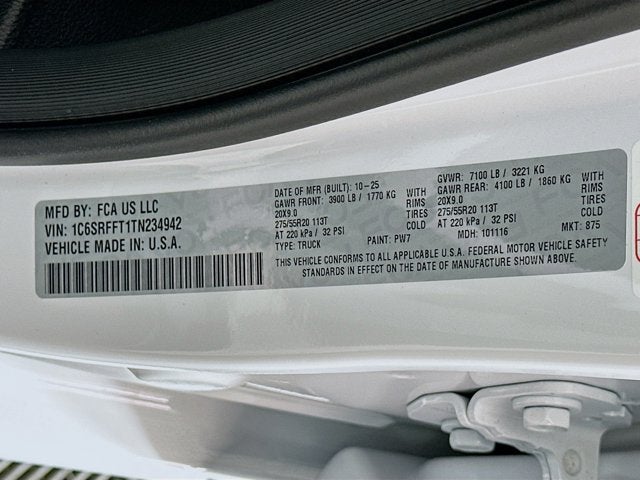 MFD BY: FCA US LLC
VIN: 1C6SRFFT1TN234942
VEHICLE MADE IN U.S.A.
DATE OF MFR (BUILT): 10-25 GVWR: 7100 LB / 3221 KG
GAWR FRONT: 3900 LB / 1770 KG WITH GAWR REAR: 4100 LB / 1860 KG WITH
20X9.0 RIMS 20X9.0 RIMS
275/55R20 113T TIRES 275/55R20 113T TIRES
AT 220 kPa / 32 PSI COLD AT 220 kPa / 32 PSI COLD
TYPE: TRUCK PAINT: PW7 MDH: 101116 MKT: 875
THIS VEHICLE CONFORMS TO ALL APPLICABLE U.S.A. FEDERAL MOTOR VEHICLE SAFETY
STANDARDS IN EFFECT ON THE DATE OF MANUFACTURE SHOWN ABOVE.